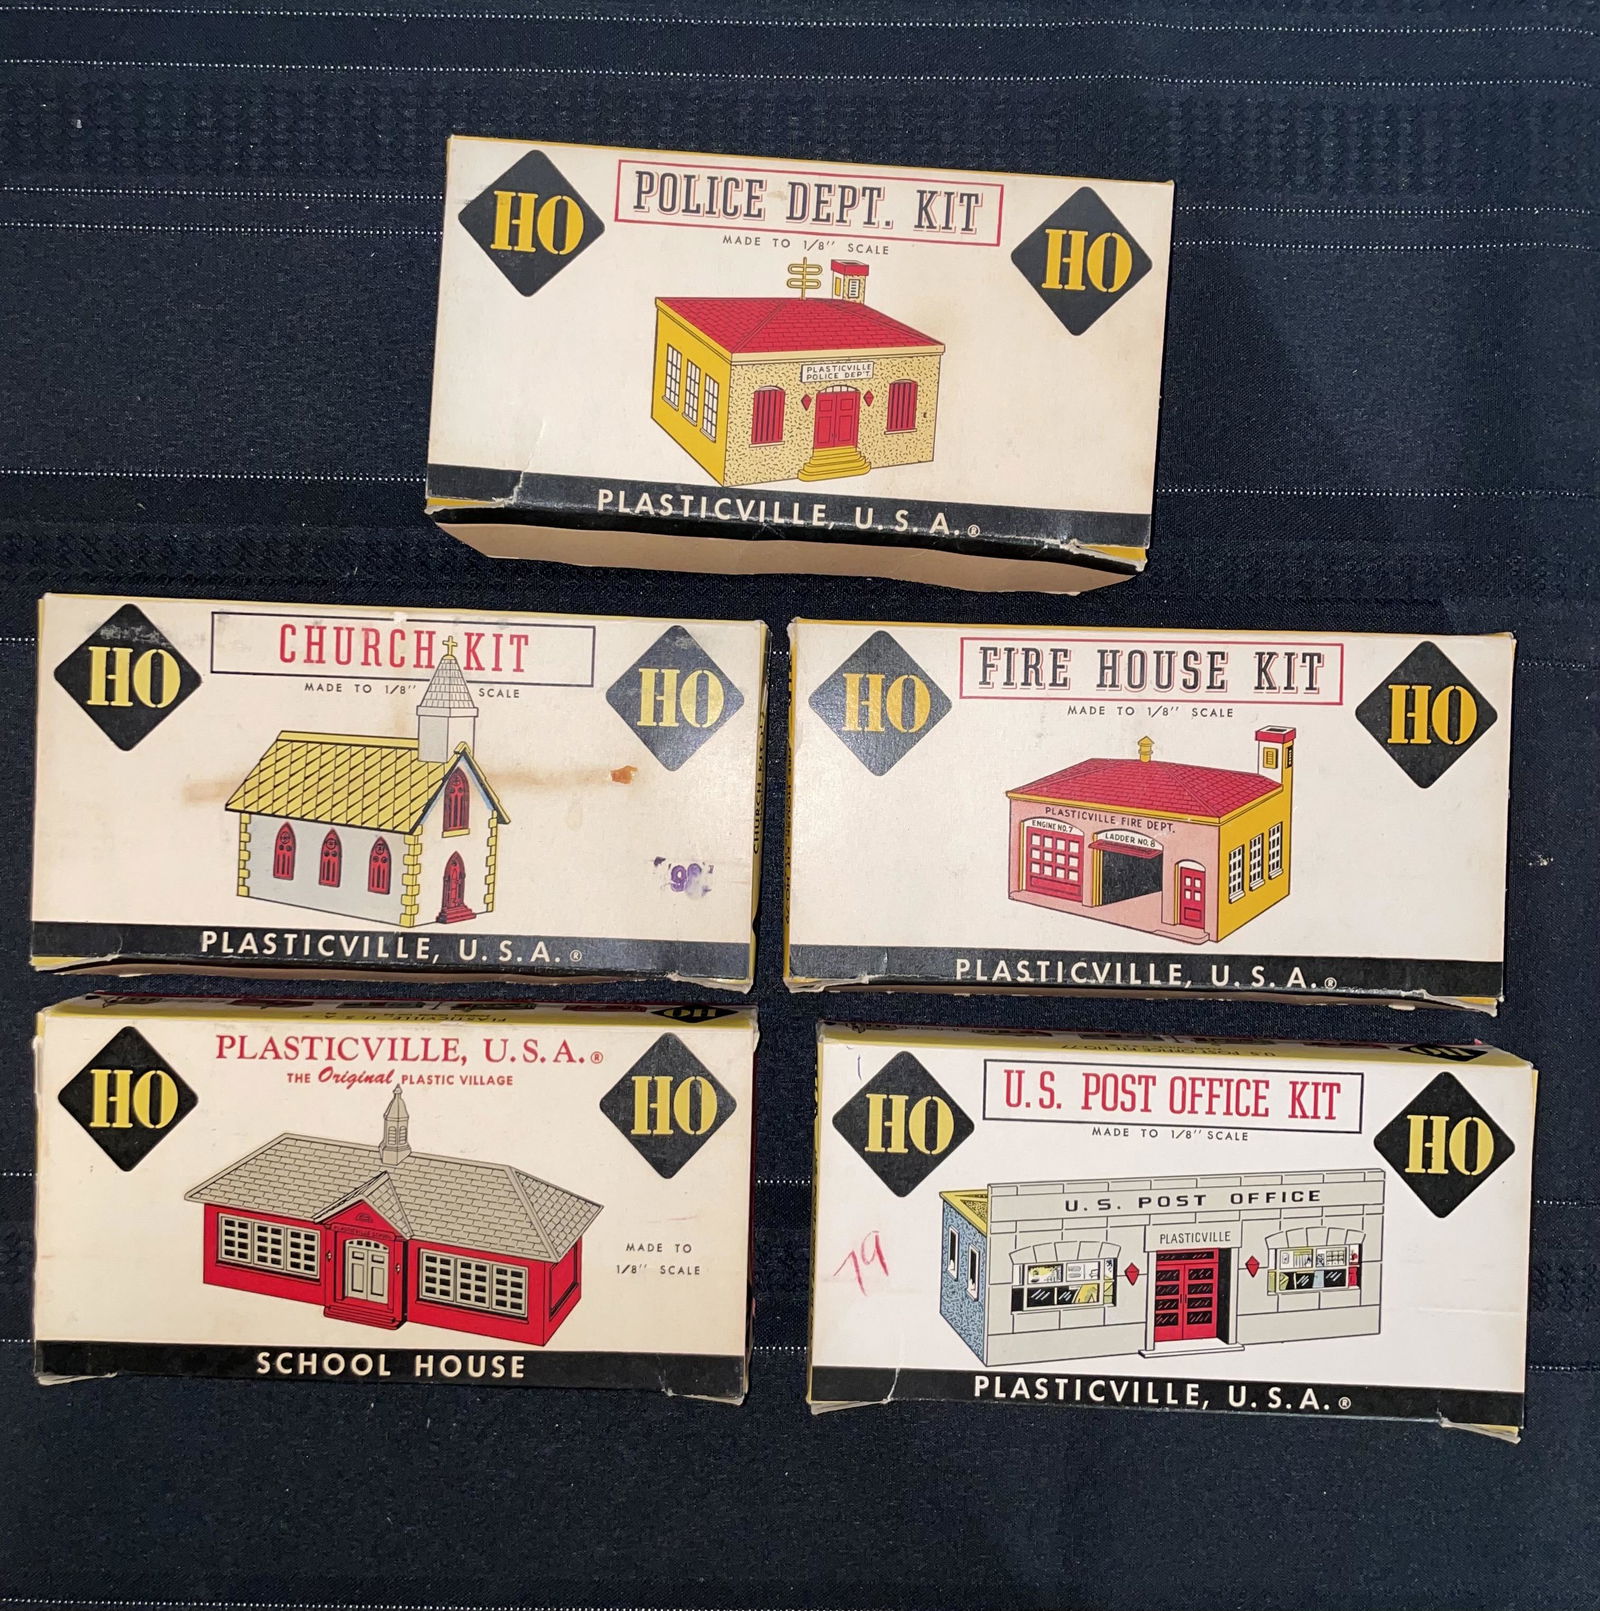 HO
POLICE DEPT. KIT
HO
MADE TO 1/8" SCALE
PLASTICVILLE
POLICE DEP'T
PLASTICVILLE, U.S.A.®
HO
CHURCH KIT
HO
MADE TO 1/8" SCALE
PLASTICVILLE, U.S.A.®
HO
FIRE HOUSE KIT
HO
MADE TO 1/8" SCALE
PLASTICVILLE FIRE DEPT.
ENGINE NO. 7
LADDER NO. 8
PLASTICVILLE, U.S.A.®
HO
HO
PLASTICVILLE, U.S.A.®
HO
THE Original PLASTIC VILLAGE
PLASTICVILLE SCHOOL
MADE TO
1/8" SCALE
SCHOOL HOUSE
HO
U.S. POST OFFICE KIT
HO
MADE TO 1/8" SCALE
U.S. POST OFFICE
PLASTICVILLE
79
PLASTICVILLE, U.S.A.®